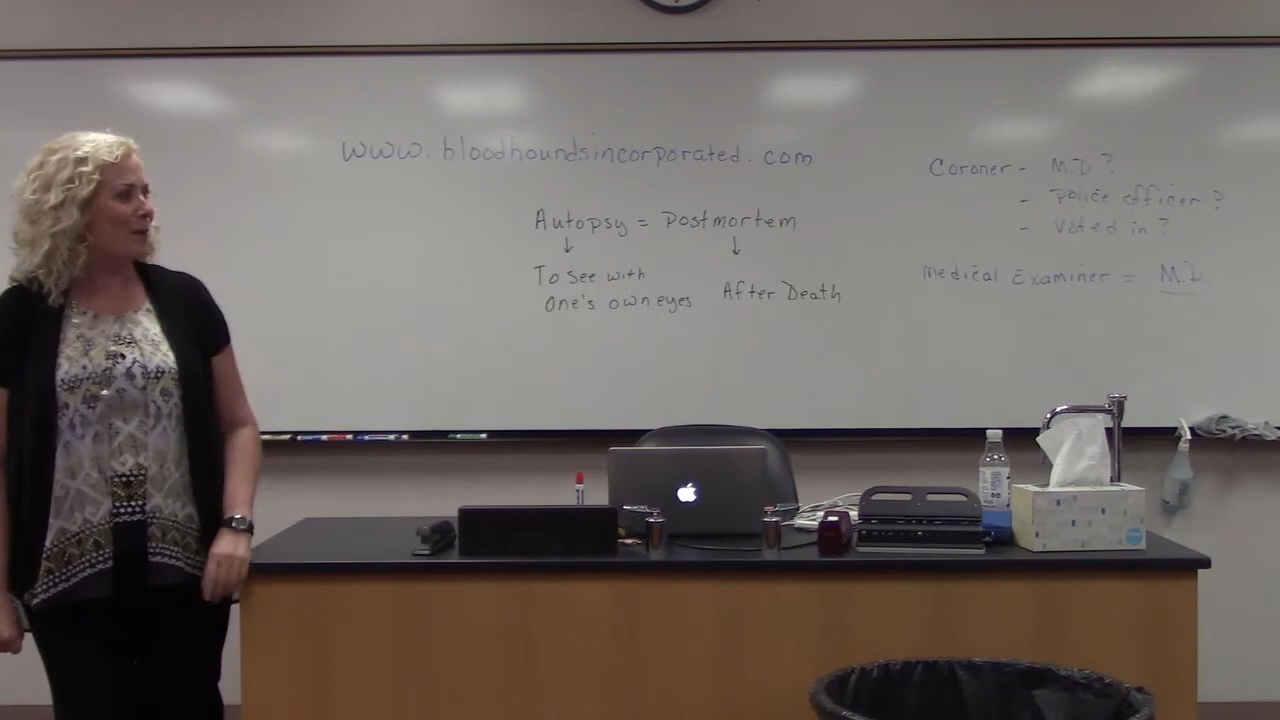 www.bloodhoundsincorporated.com
Autopsy = Postmortem
↓ ↓
To see with
one's own eyes
After Death
Coroner - M.D?
- police officer?
- voted in?
Medical Examiner = M.D.